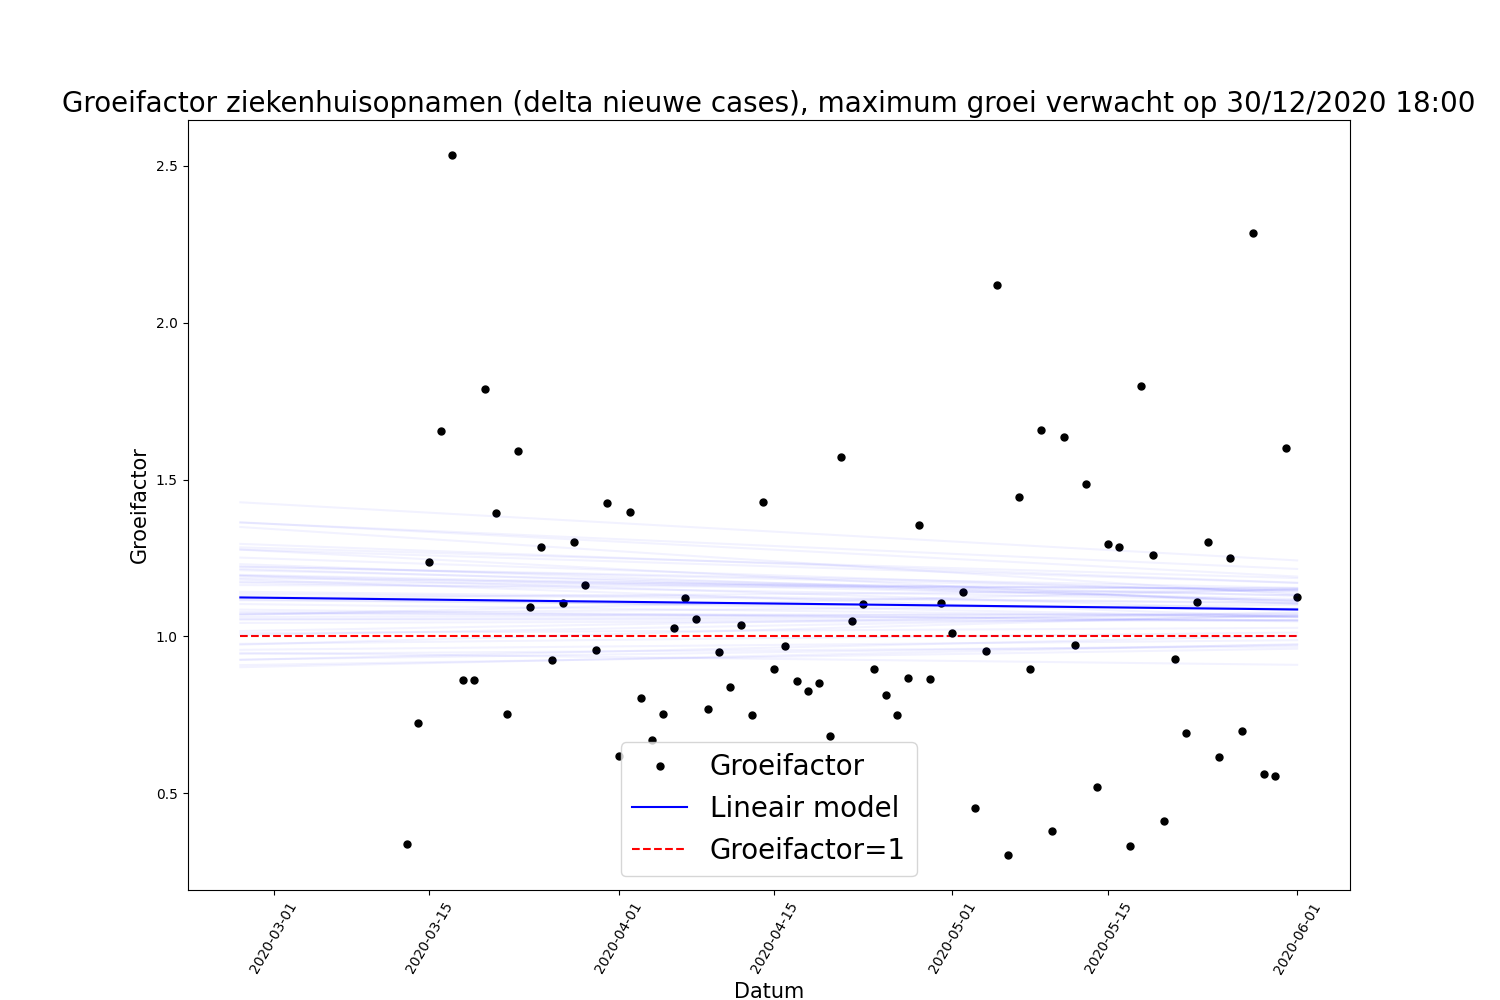 Groeifactor ziekenhuisopnamen (delta nieuwe cases), maximum groei verwacht op 30/12/2020 18:00
2.5
2.0
1.5
1.0
0.5
Groeifactor
Groeifactor
Lineair model
Groeifactor=1
2020-03-01
2020-03-15
2020-04-01
2020-04-15
2020-05-01
2020-05-15
2020-06-01
Datum